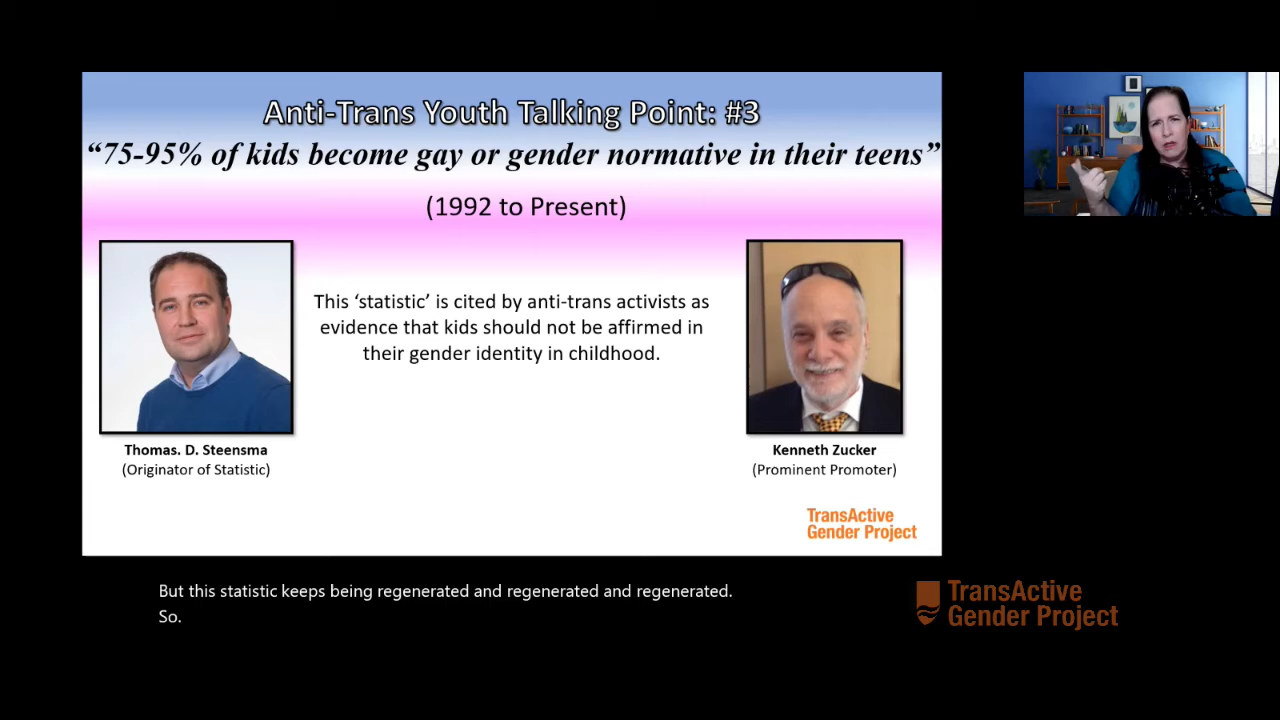 Anti-Trans Youth Talking Point: #3
“75-95% of kids become gay or gender normative in their teens”
(1992 to Present)
This ‘statistic’ is cited by anti-trans activists as
evidence that kids should not be affirmed in
their gender identity in childhood.
Thomas. D. Steensma
(Originator of Statistic)
Kenneth Zucker
(Prominent Promoter)
TransActive
Gender Project
But this statistic keeps being regenerated and regenerated and regenerated.
So.
TransActive
Gender Project